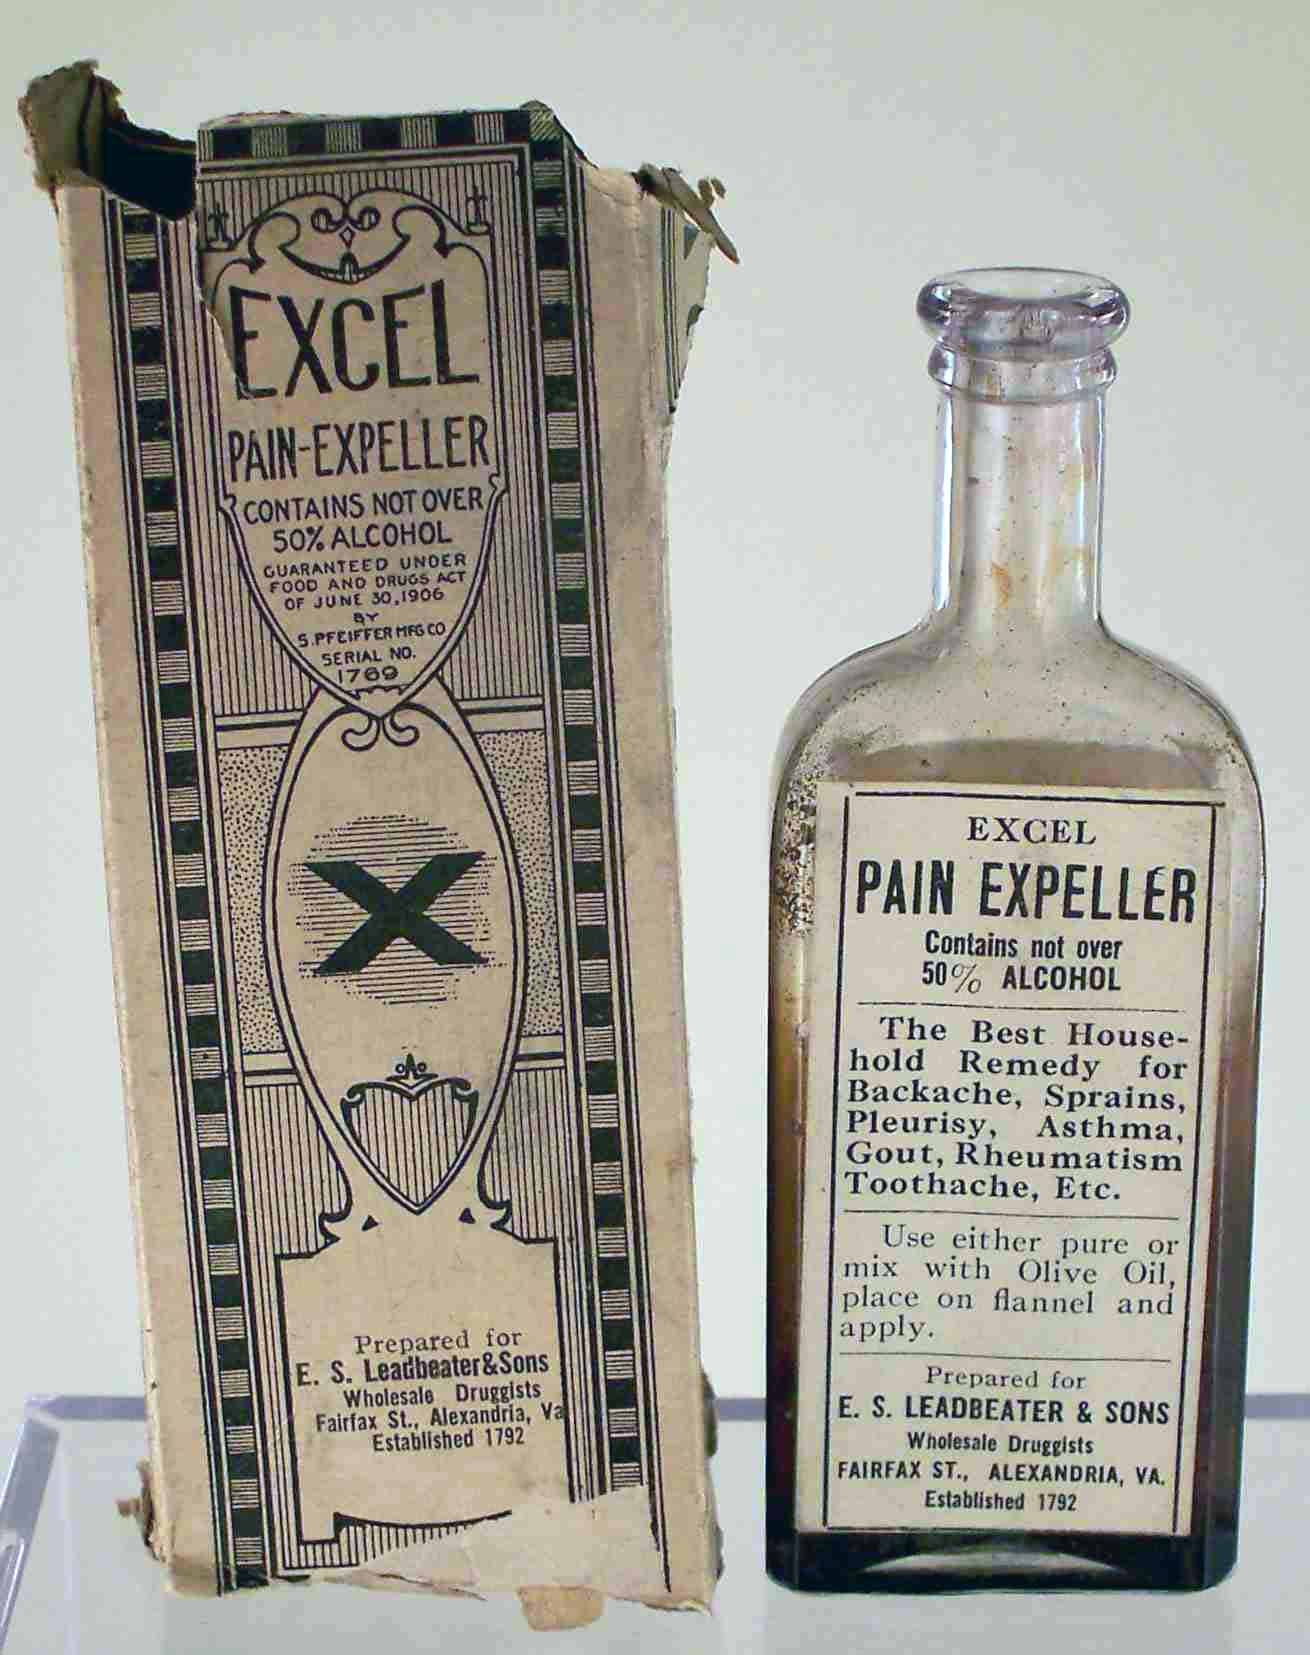 EXCEL
PAIN-EXPELLER
CONTAINS NOT OVER
50% ALCOHOL
GUARANTEED UNDER
FOOD AND DRUGS ACT
OF JUNE 30, 1906
BY
S. PFEIFFER MFG CO
SERIAL NO.
1769
X
Prepared for
E. S. Leadbeater & Sons
Wholesale Druggists
Fairfax St., Alexandria, Va
Established 1792
EXCEL
PAIN EXPELLER
Contains not over
50% ALCOHOL
The Best House-
hold Remedy for
Backache, Sprains,
Pleurisy, Asthma,
Gout, Rheumatism
Toothache, Etc.
Use either pure or
mix with Olive Oil,
place on flannel and
apply.
Prepared for
E. S. LEADBEATER & SONS
Wholesale Druggists
FAIRFAX ST., ALEXANDRIA, VA.
Established 1792